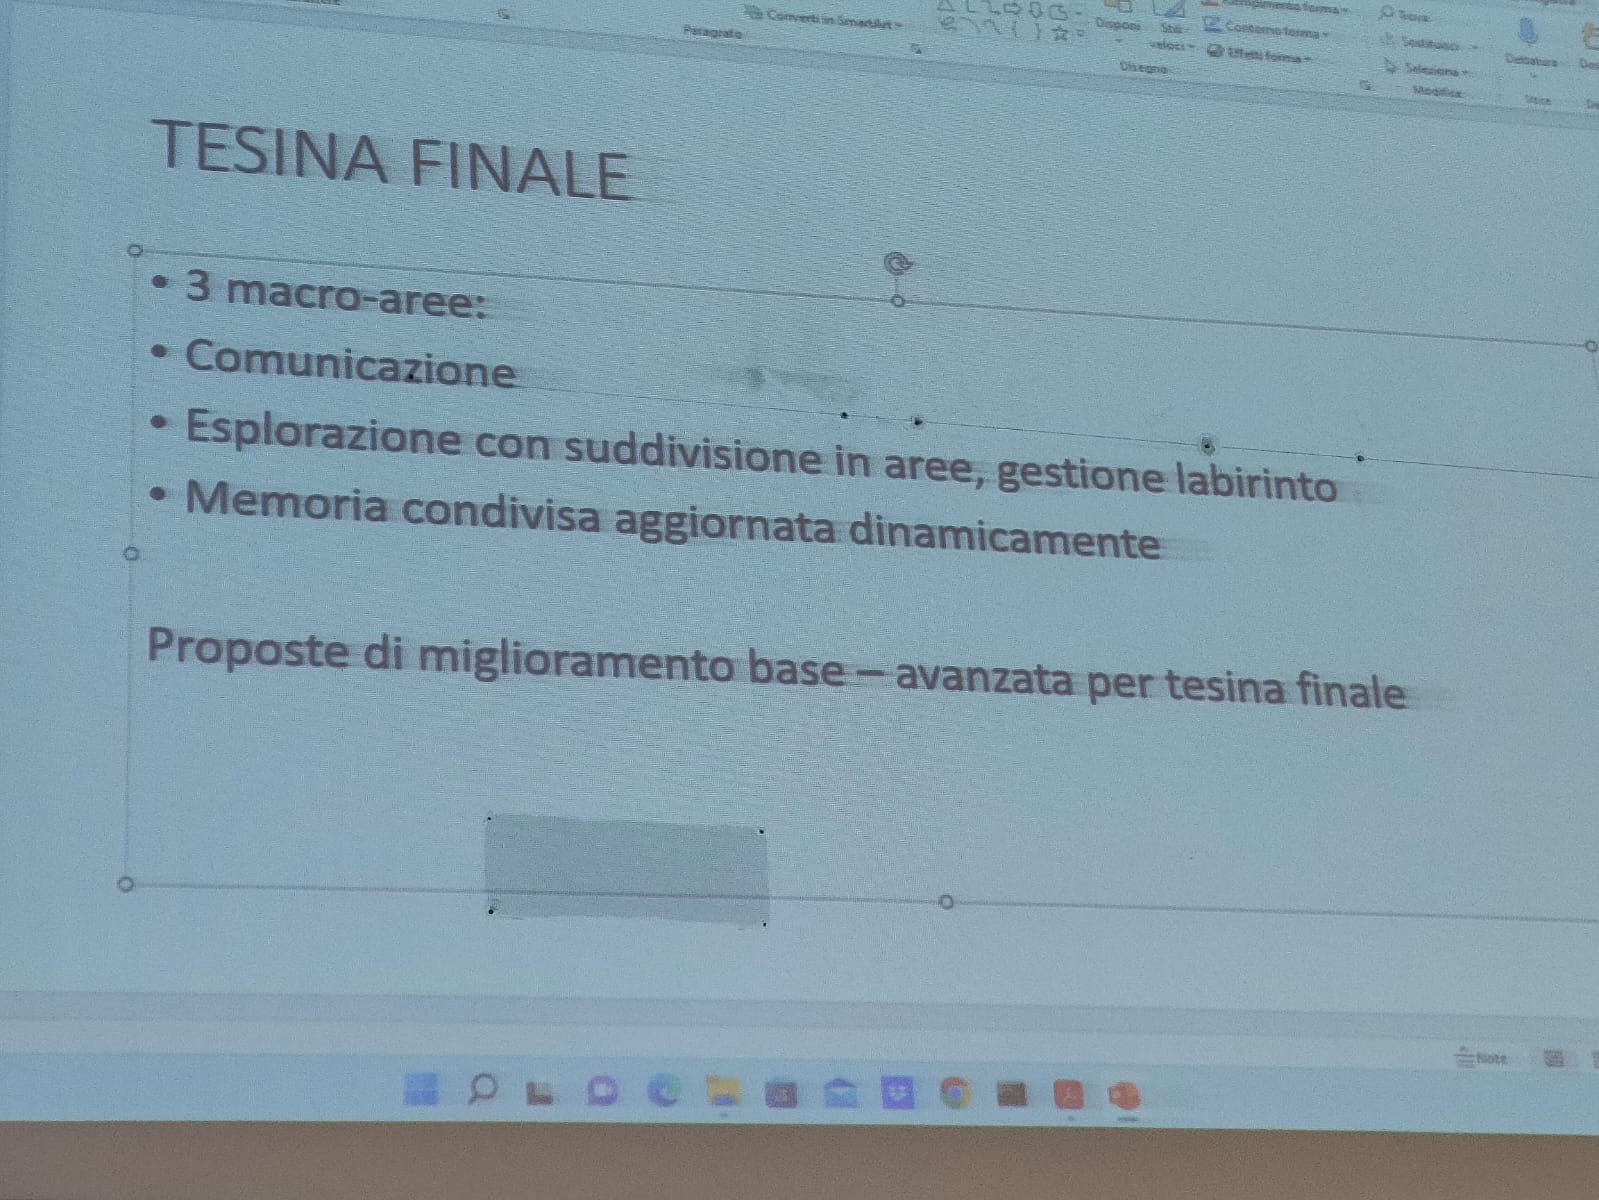 Converti in SmartArt
Paragrafo
Disponi
Stili
veloci
Contorno forma
Effetti forma
Disegno
Trova
Sostituisci
Seleziona
Modifica
Dettatura
Voce
TESINA FINALE
• 3 macro-aree:
• Comunicazione
• Esplorazione con suddivisione in aree, gestione labirinto
• Memoria condivisa aggiornata dinamicamente
Proposte di miglioramento base – avanzata per tesina finale
Note